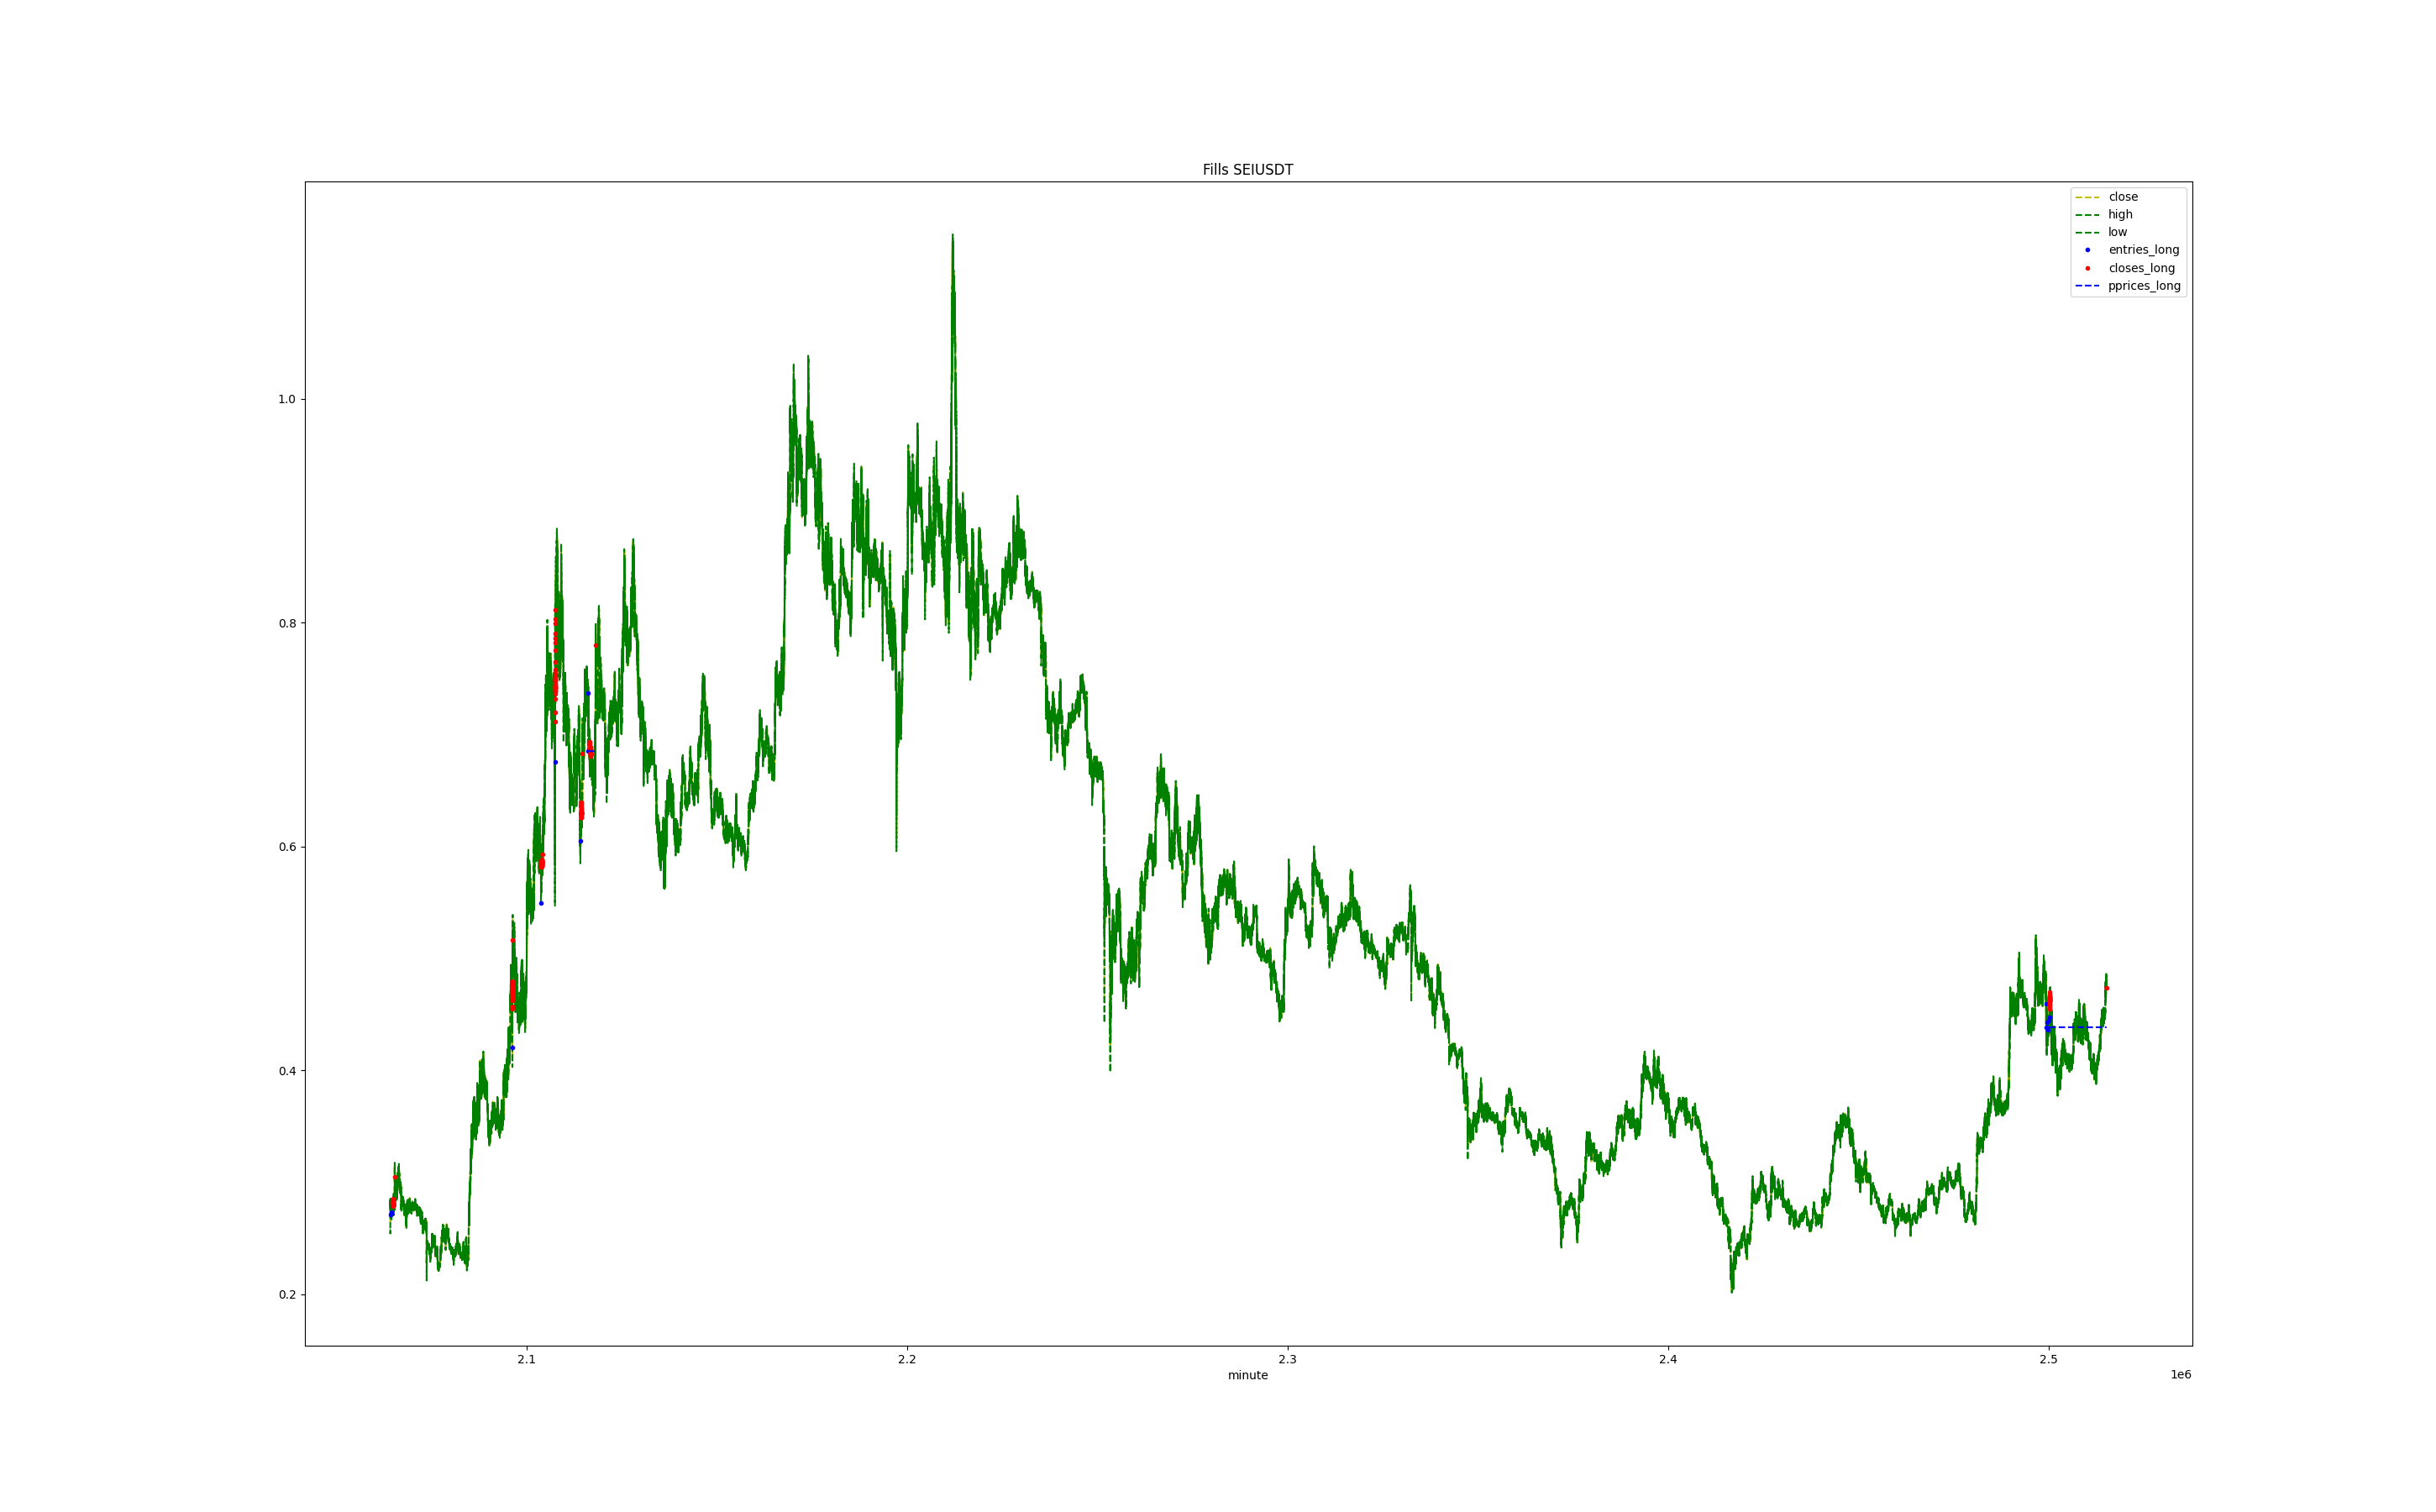 Fills SEIUSDT
close
high
low
entries_long
closes_long
pprices_long
1.0
0.8
0.6
0.4
0.2
2.1
2.2
2.3
2.4
2.5
minute
1e6